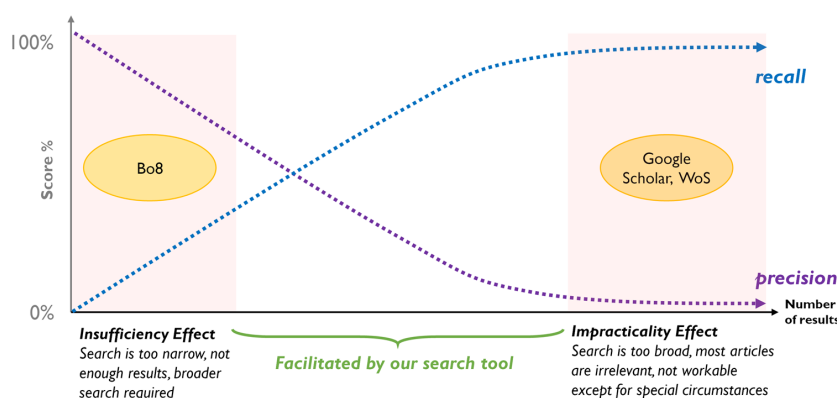 100%
Score %
0%
Bo8
Google
Scholar, WoS
recall
precision
Number
of results
Insufficiency Effect
Search is too narrow, not
enough results, broader
search required
Facilitated by our search tool
Impracticality Effect
Search is too broad, most articles
are irrelevant, not workable
except for special circumstances